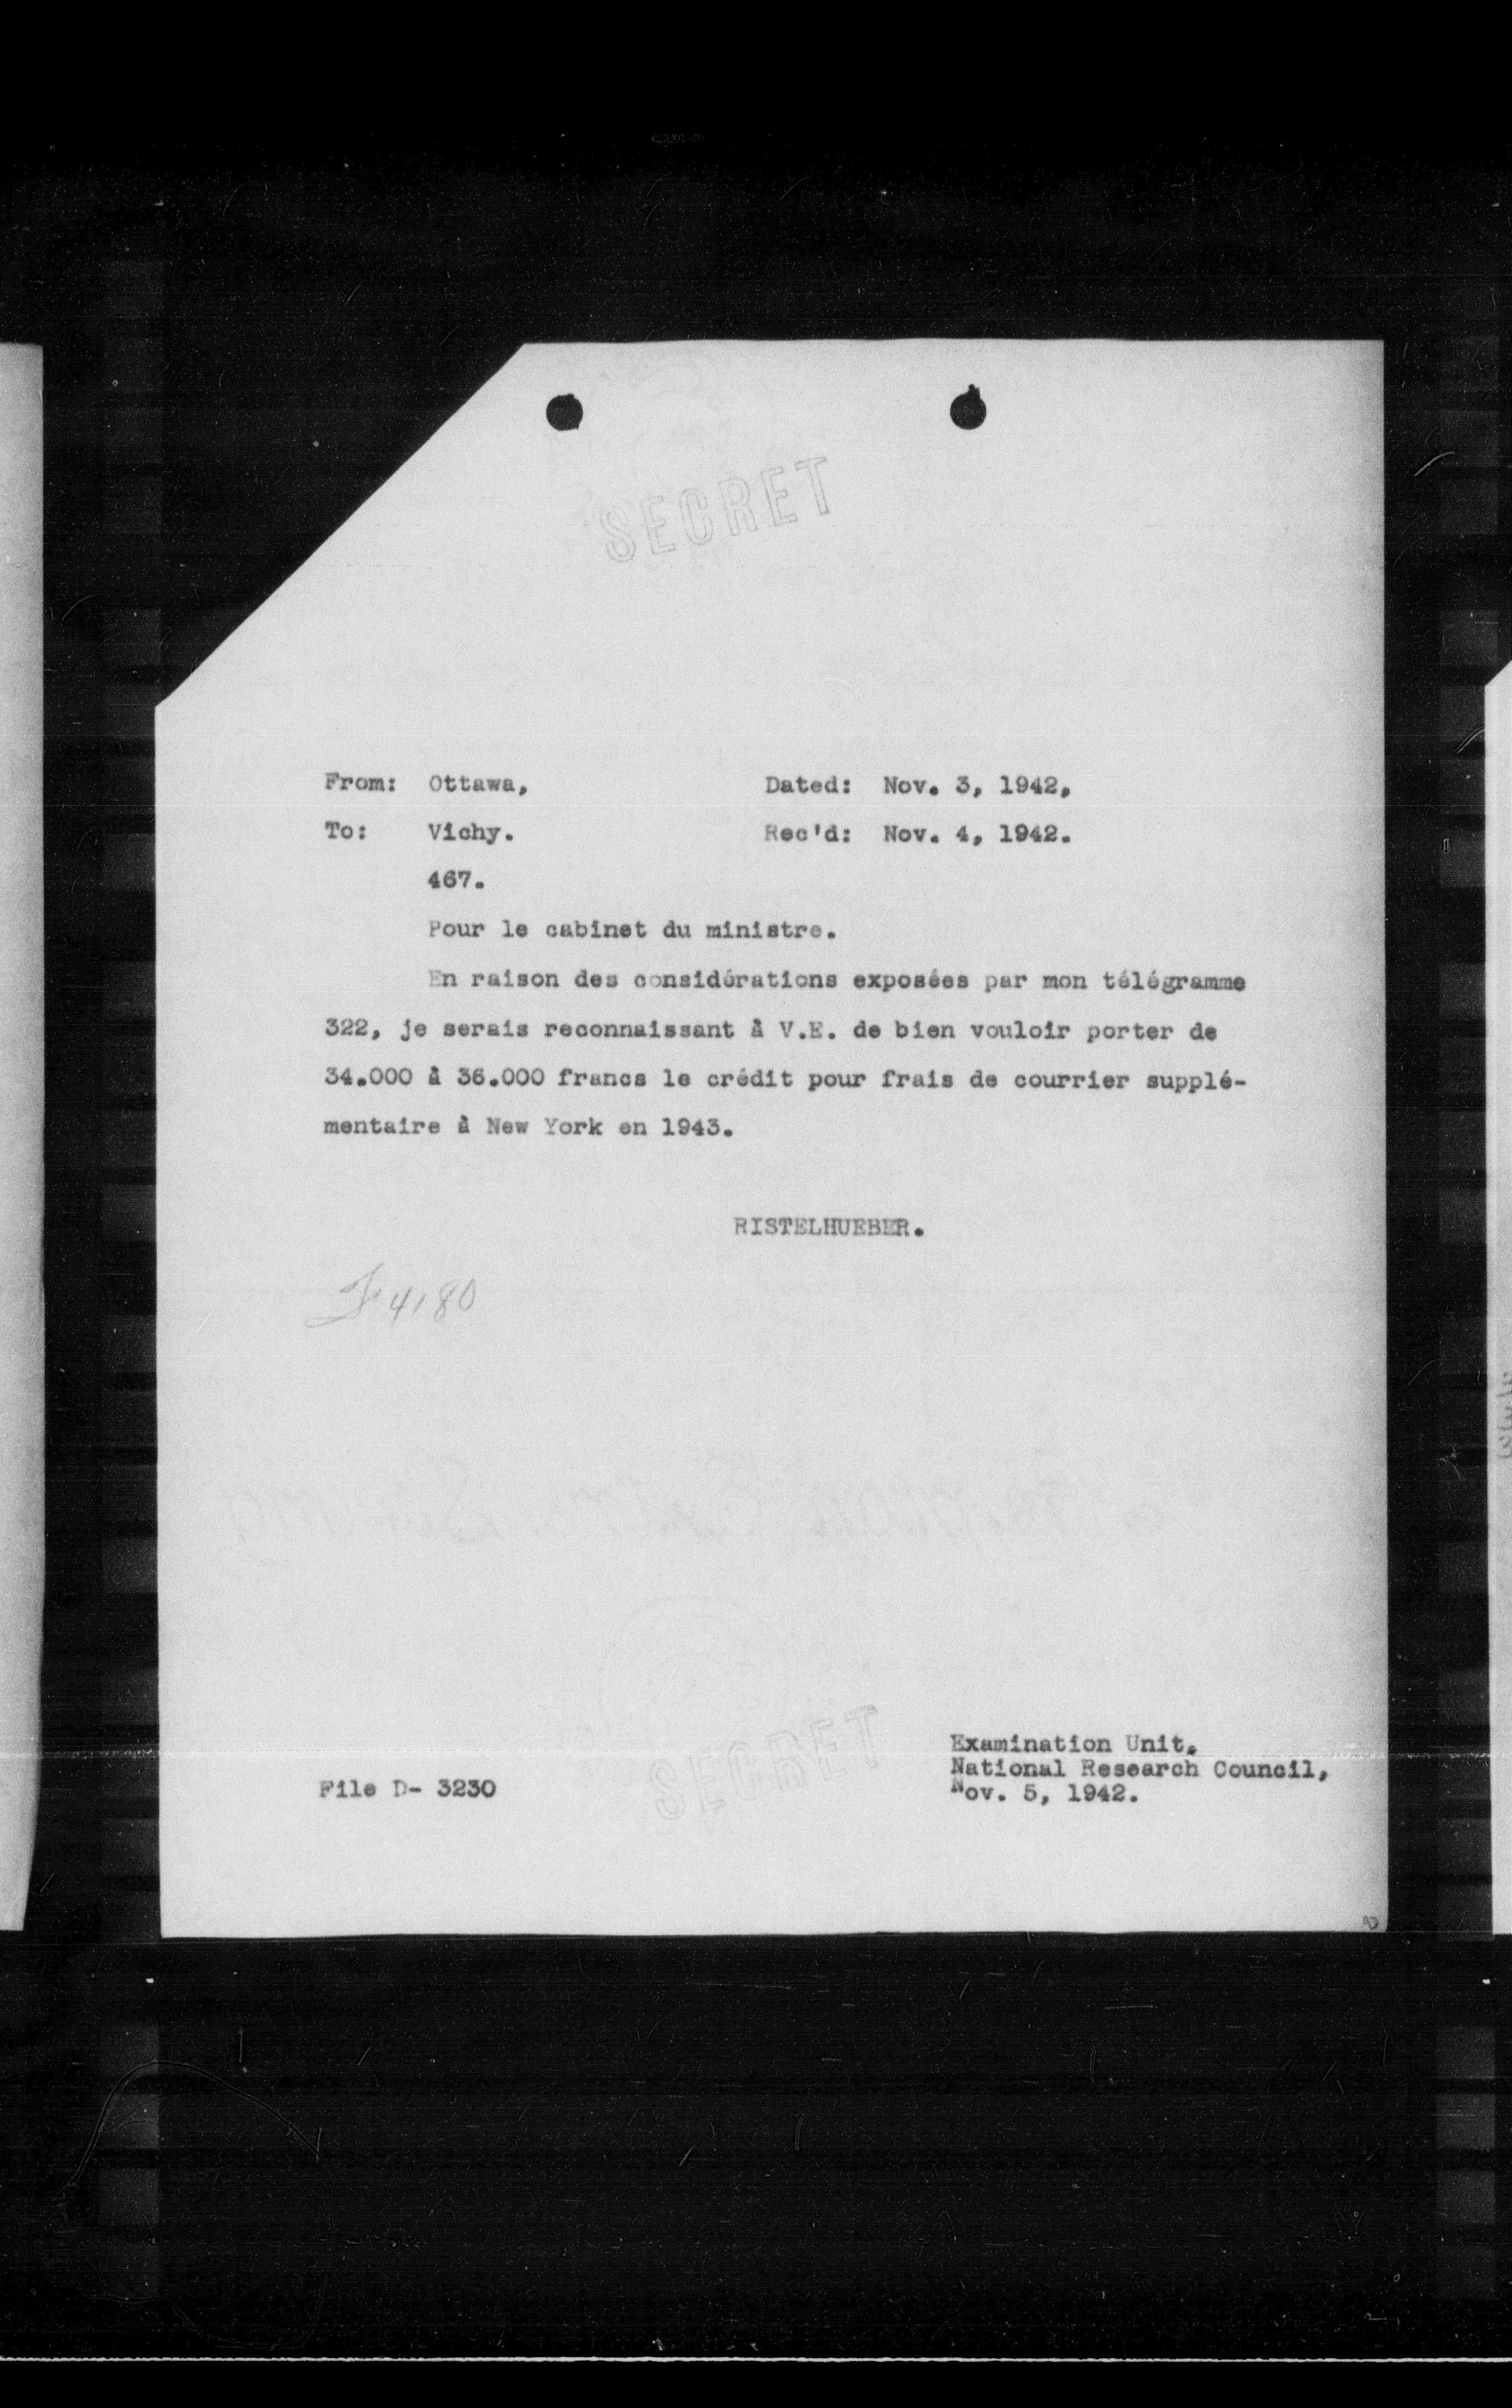 SECRET
From: Ottawa, Dated: Nov. 3, 1942,
To: Vichy. Rec'd: Nov. 4, 1942.
467.
Pour le cabinet du ministre.
En raison des considérations exposées par mon télégramme
322, je serais reconnaissant à V.E. de bien vouloir porter de
34.000 à 36.000 francs le crédit pour frais de courrier supplé-
mentaire à New York en 1943.
RISTELHUEBER.
F4180
SECRET
Examination Unit,
National Research Council,
File D- 3230 Nov. 5, 1942.